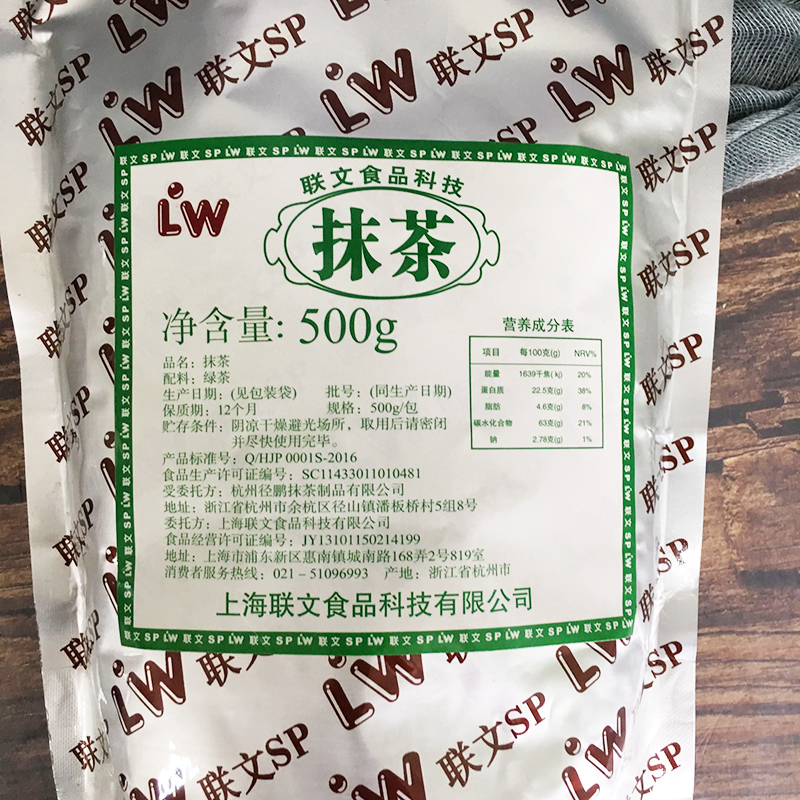 联文SP
LW
联文食品科技
抹茶
净含量: 500g
品名: 抹茶
配料: 绿茶
生产日期: (见包装袋) 批号: (同生产日期)
保质期: 12个月 规格: 500g/包
贮存条件: 阴凉干燥避光场所，取用后请密闭
并尽快使用完毕。
产品标准号: Q/HJP 0001S-2016
食品生产许可证编号: SC11433011010481
受委托方: 杭州径鹏抹茶制品有限公司
地址: 浙江省杭州市余杭区径山镇潘板桥村5组8号
委托方: 上海联文食品科技有限公司
食品经营许可证编号: JY13101150214199
地址: 上海市浦东新区惠南镇城南路168弄2号819室
消费者服务热线: 021－51096993 产地: 浙江省杭州市
上海联文食品科技有限公司
营养成分表
项目 每100克(g) NRV%
能量 1639千焦(kj) 20%
蛋白质 22.5克(g) 38%
脂肪 4.6克(g) 8%
碳水化合物 63克(g) 21%
钠 2.78克(g) 1%